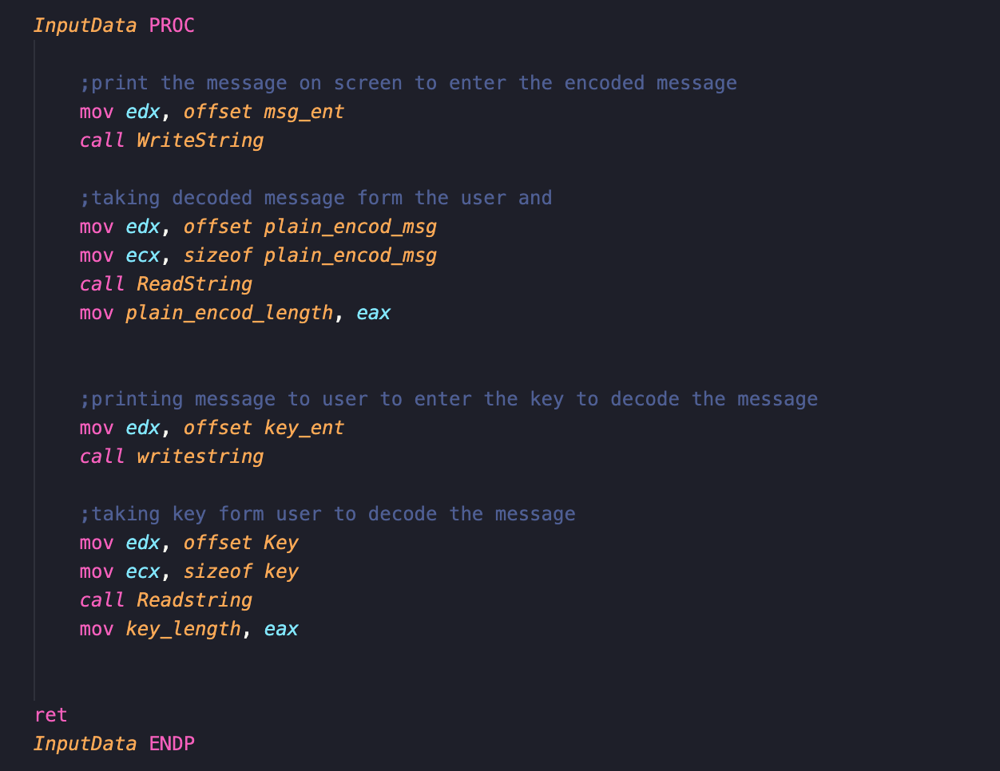 InputData PROC
;print the message on screen to enter the encoded message
mov edx, offset msg_ent
call WriteString
;taking decoded message form the user and
mov edx, offset plain_encod_msg
mov ecx, sizeof plain_encod_msg
call ReadString
mov plain_encod_length, eax
;printing message to user to enter the key to decode the message
mov edx, offset key_ent
call writestring
;taking key form user to decode the message
mov edx, offset Key
mov ecx, sizeof key
call Readstring
mov key_length, eax
ret
InputData ENDP